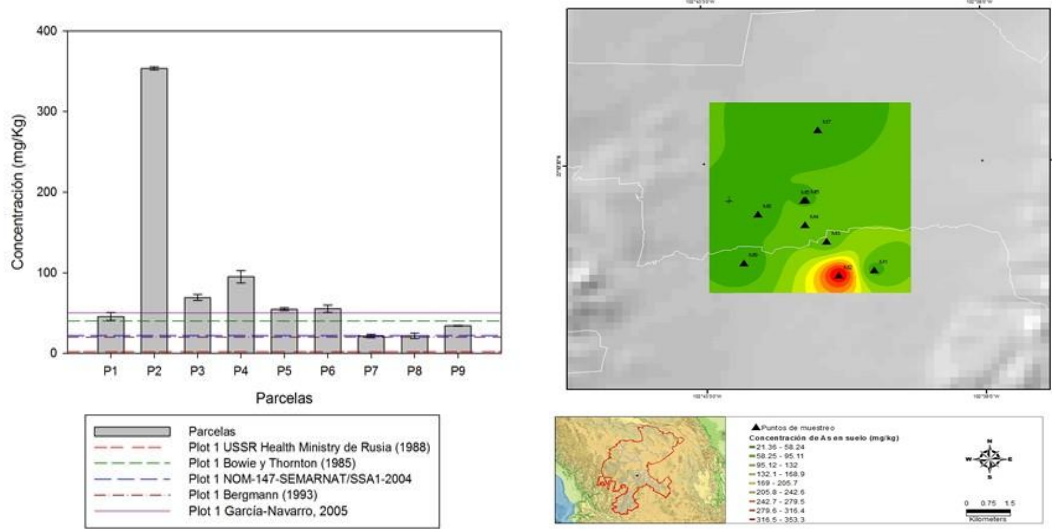 400
300
200
100
0
Concentración (mg/Kg)
P1 P2 P3 P4 P5 P6 P7 P8 P9
Parcelas
Parcelas
Plot 1 USSR Health Ministry de Rusia (1988)
Plot 1 Bowie y Thornton (1985)
Plot 1 NOM-147-SEMARNAT/SSA1-2004
Plot 1 Bergmann (1993)
Plot 1 García-Navarro, 2005
Puntos de muestreo
Concentración de As en suelo (mg/kg)
21.36 - 58.24
58.25 - 95.11
95.12 - 132
132.1 - 168.9
169 - 205.7
205.8 - 242.6
242.7 - 279.5
279.6 - 316.4
316.5 - 353.3
N
W E
S
0 0.75 1.5
Kilometers